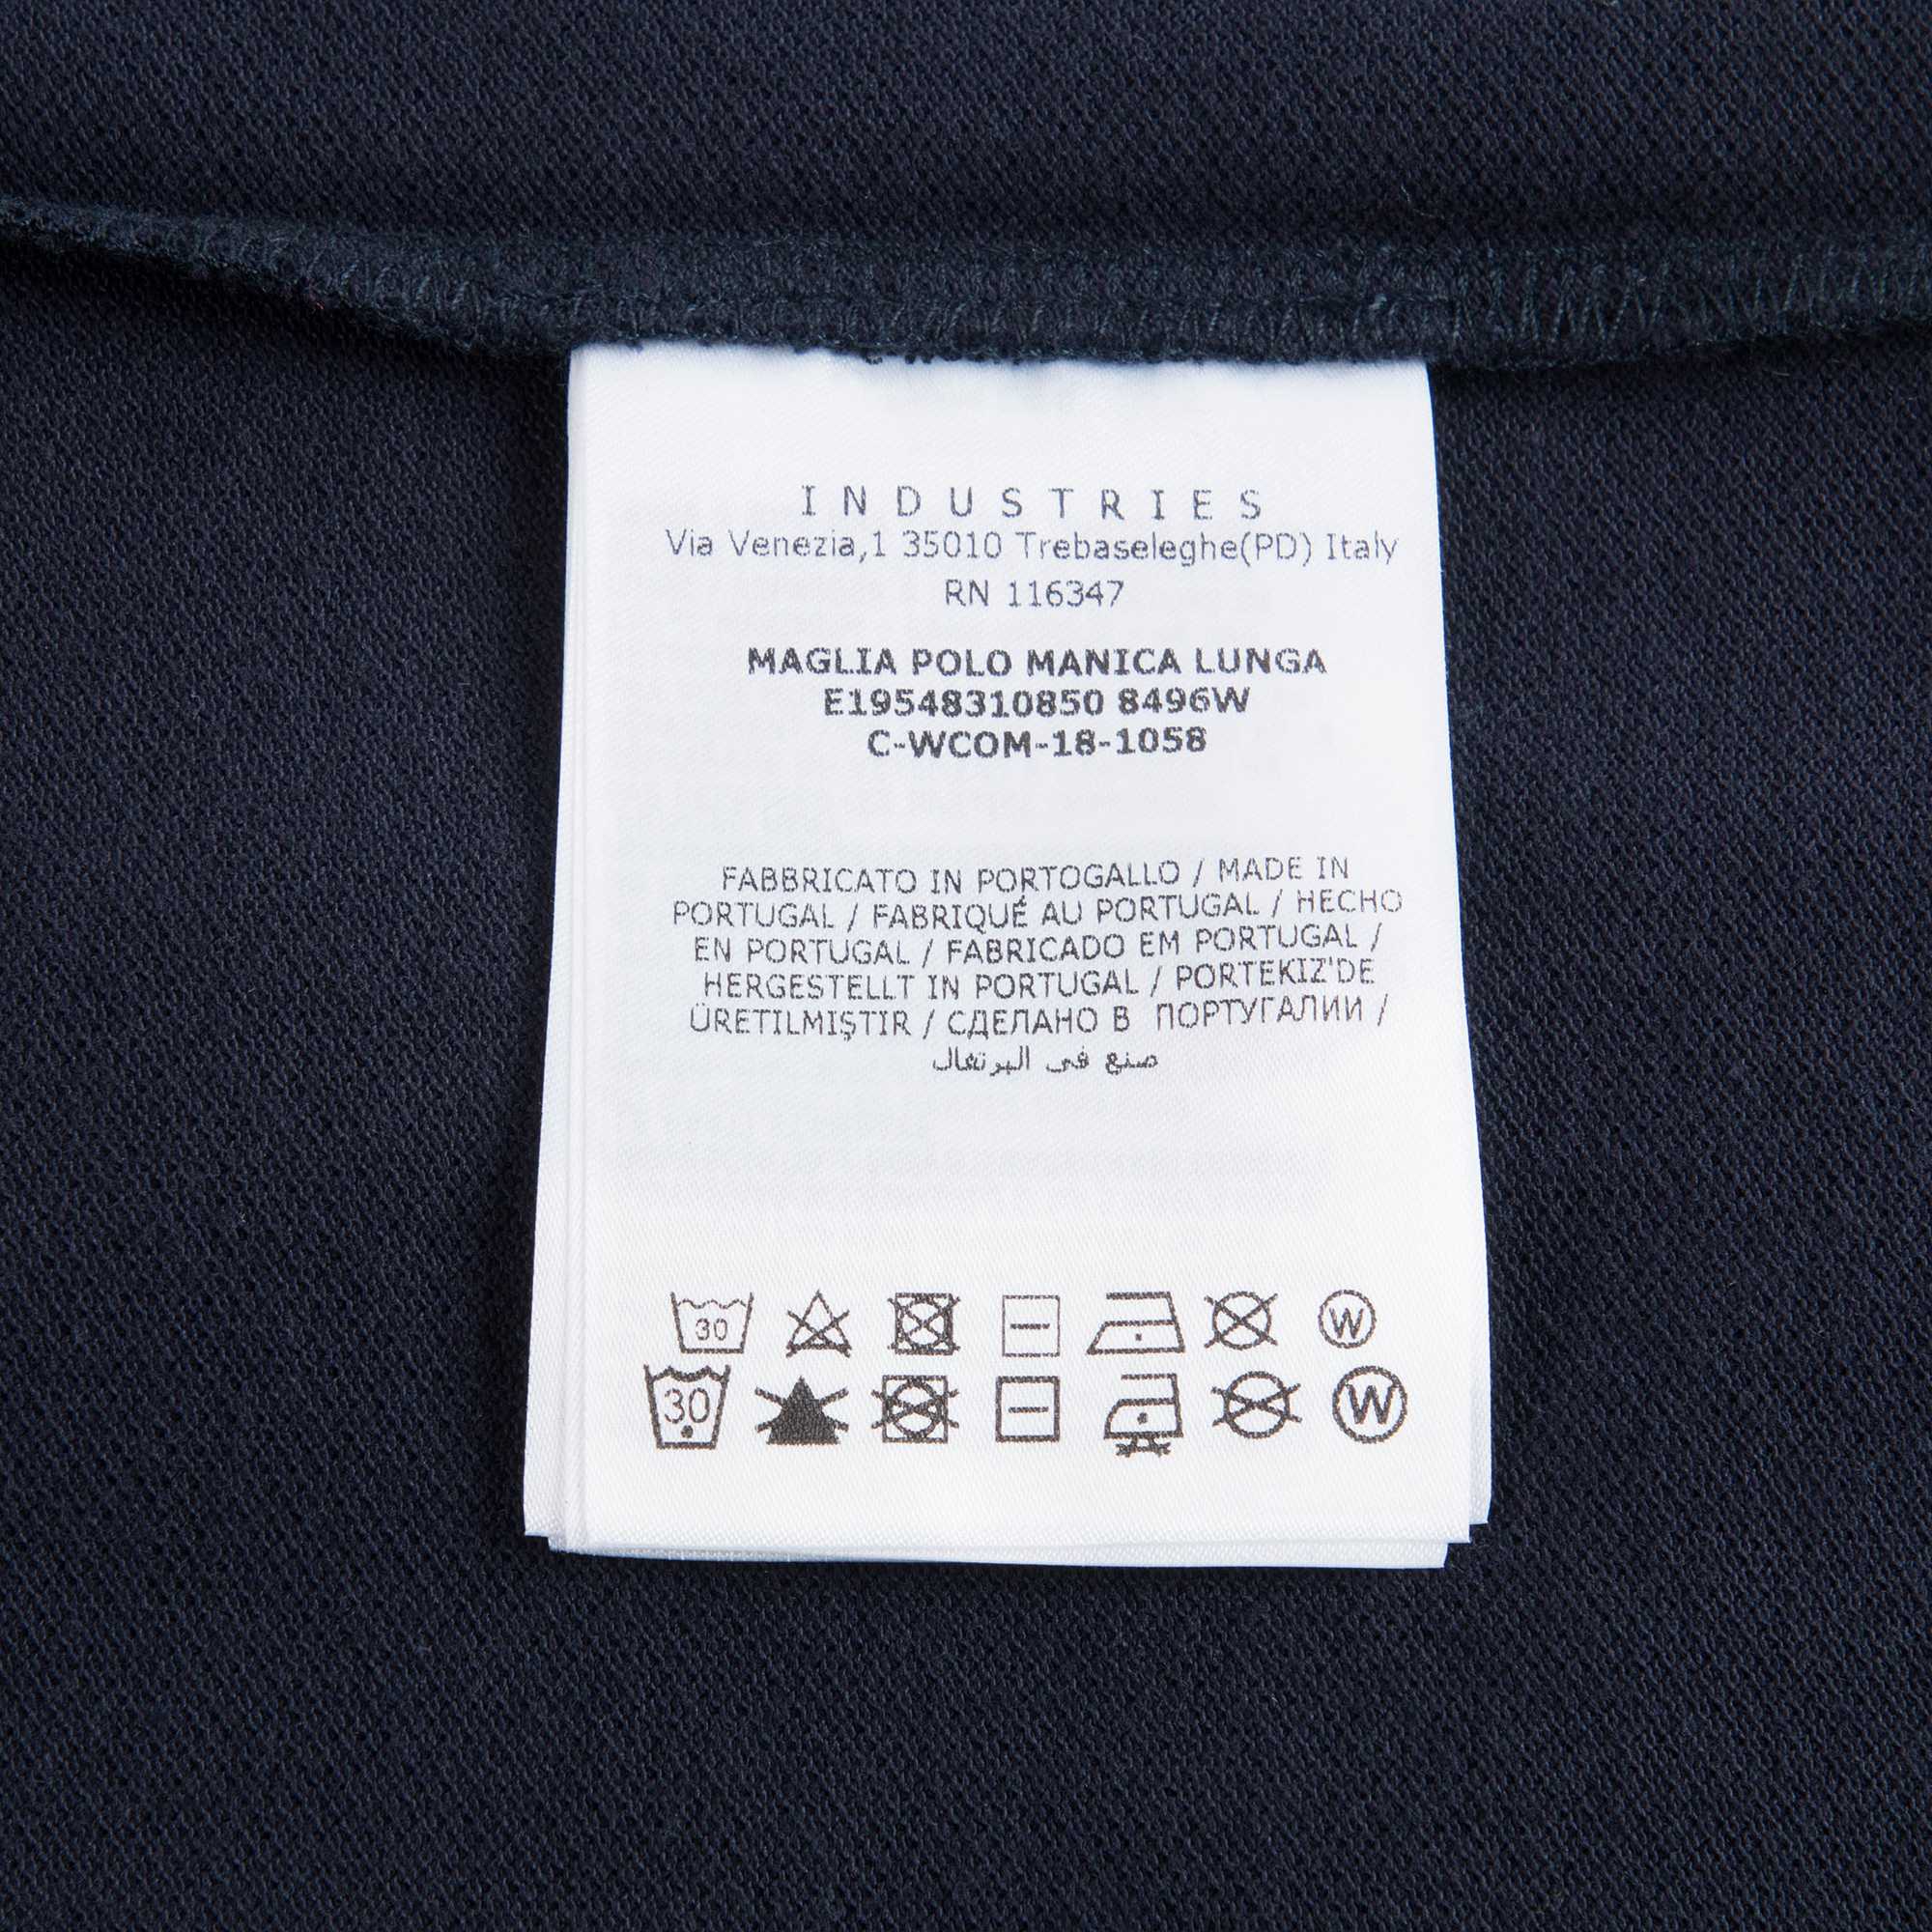 INDUSTRIES
Via Venezia,1 35010 Trebaseleghe(PD) Italy
RN 116347
MAGLIA POLO MANICA LUNGA
E19548310850 8496W
C-WCOM-18-1058
FABBRICATO IN PORTOGALLO / MADE IN
PORTUGAL / FABRIQUÉ AU PORTUGAL / HECHO
EN PORTUGAL / FABRICADO EM PORTUGAL /
HERGESTELLT IN PORTUGAL / PORTEKIZ'DE
ÜRETILMIŞTIR / СДЕЛАНО В ПОРТУГАЛИИ /
صنع في البرتغال
30 W
30 W